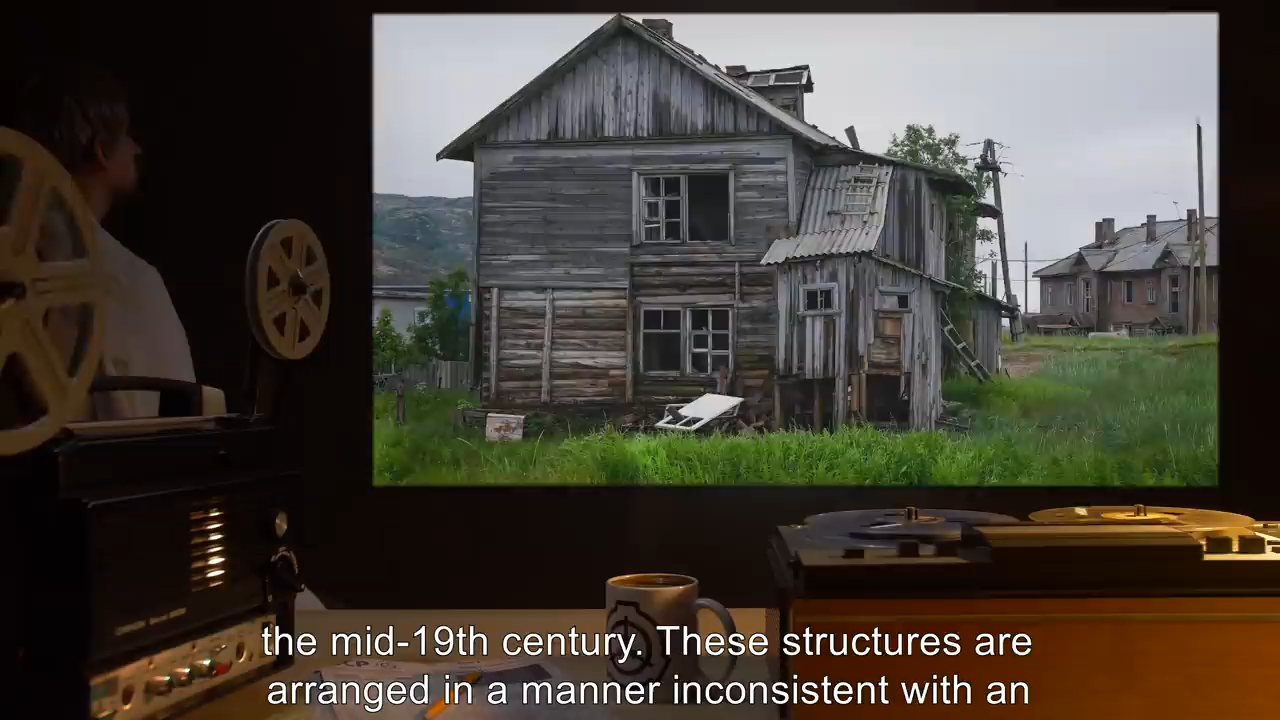 the mid-19th century. These structures are
arranged in a manner inconsistent with an